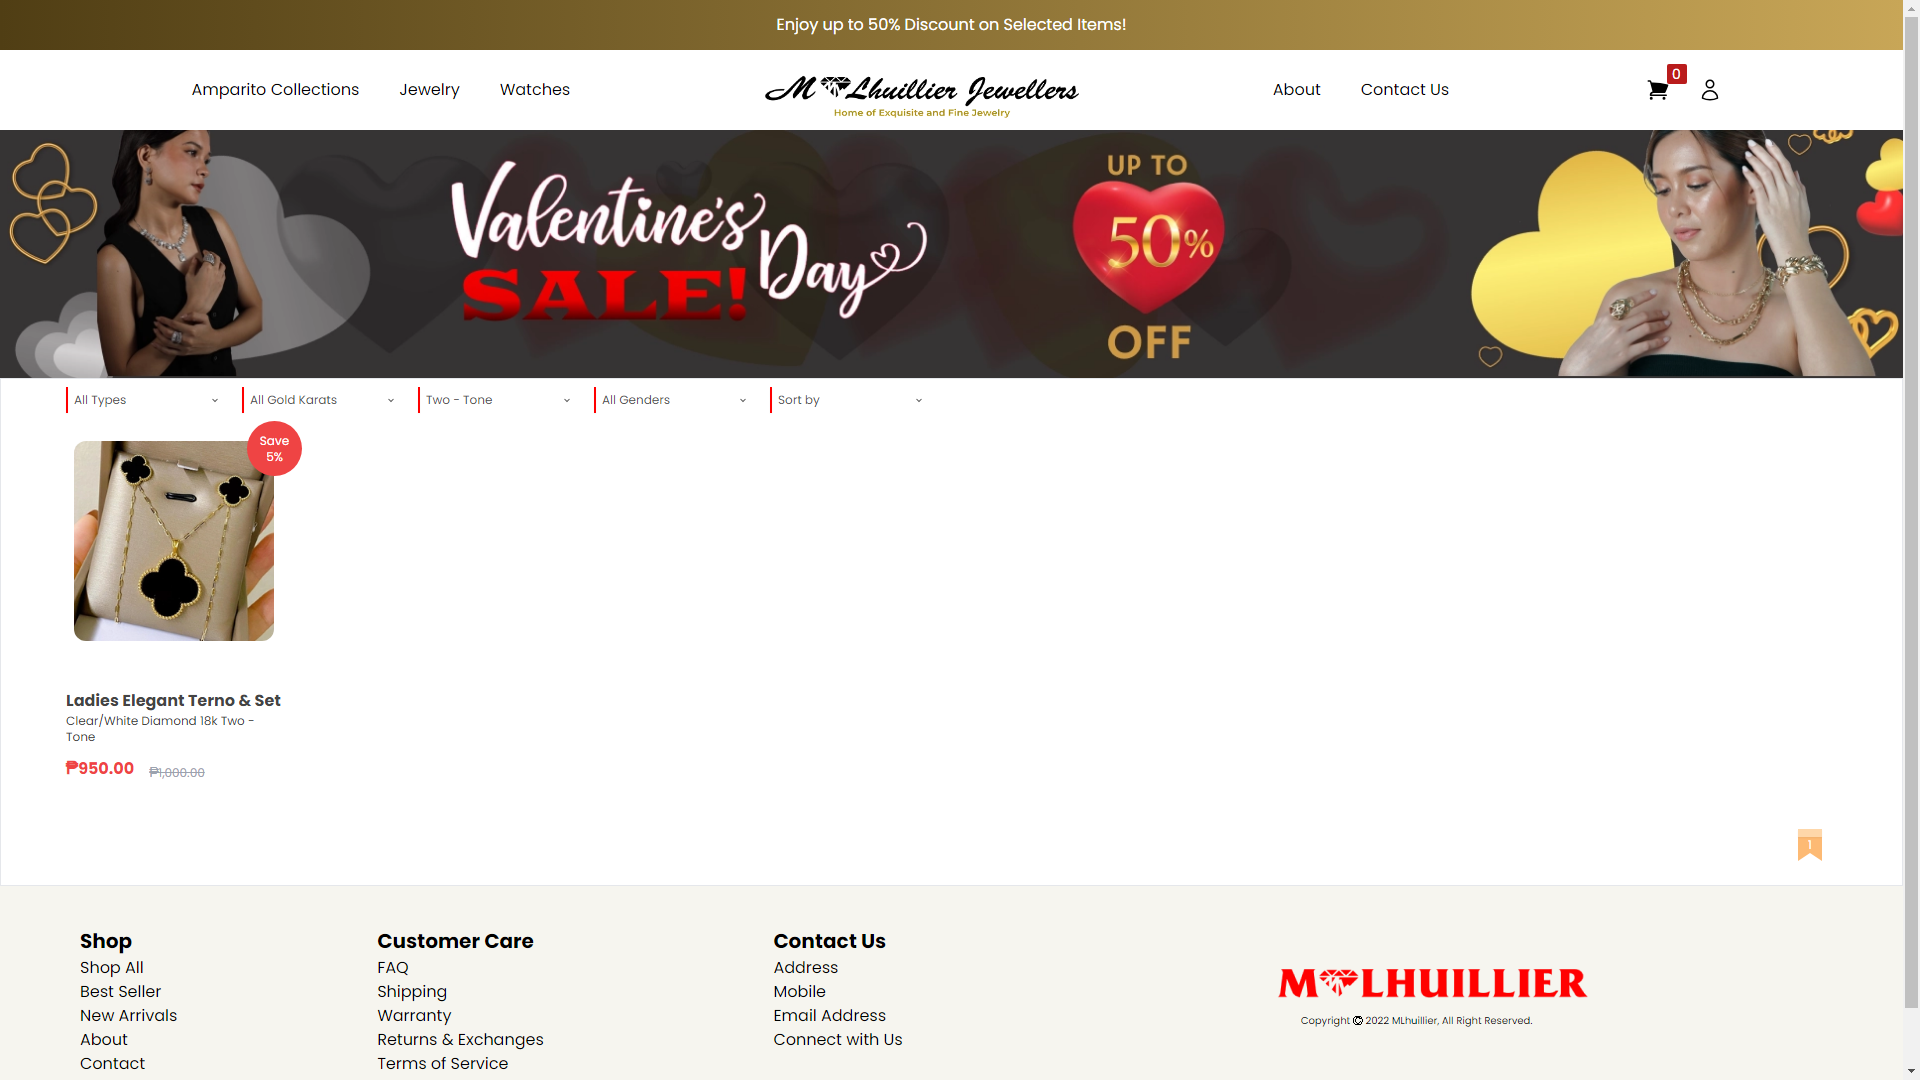 Enjoy up to 50% Discount on Selected Items!
Amparito Collections
Jewelry
Watches
M Lhuillier Jewellers
Home of Exquisite and Fine Jewelry
About
Contact Us
0
Valentine's
Day
SALE!
UP TO
50%
OFF
All Types
All Gold Karats
Two - Tone
All Genders
Sort by
Save
5%
Ladies Elegant Terno & Set
Clear/White Diamond 18k Two -
Tone
₱950.00
₱1,000.00
1
Shop
Shop All
Best Seller
New Arrivals
About
Contact
Customer Care
FAQ
Shipping
Warranty
Returns & Exchanges
Terms of Service
Contact Us
Address
Mobile
Email Address
Connect with Us
M LHUILLIER
Copyright © 2022 MLhuillier, All Right Reserved.